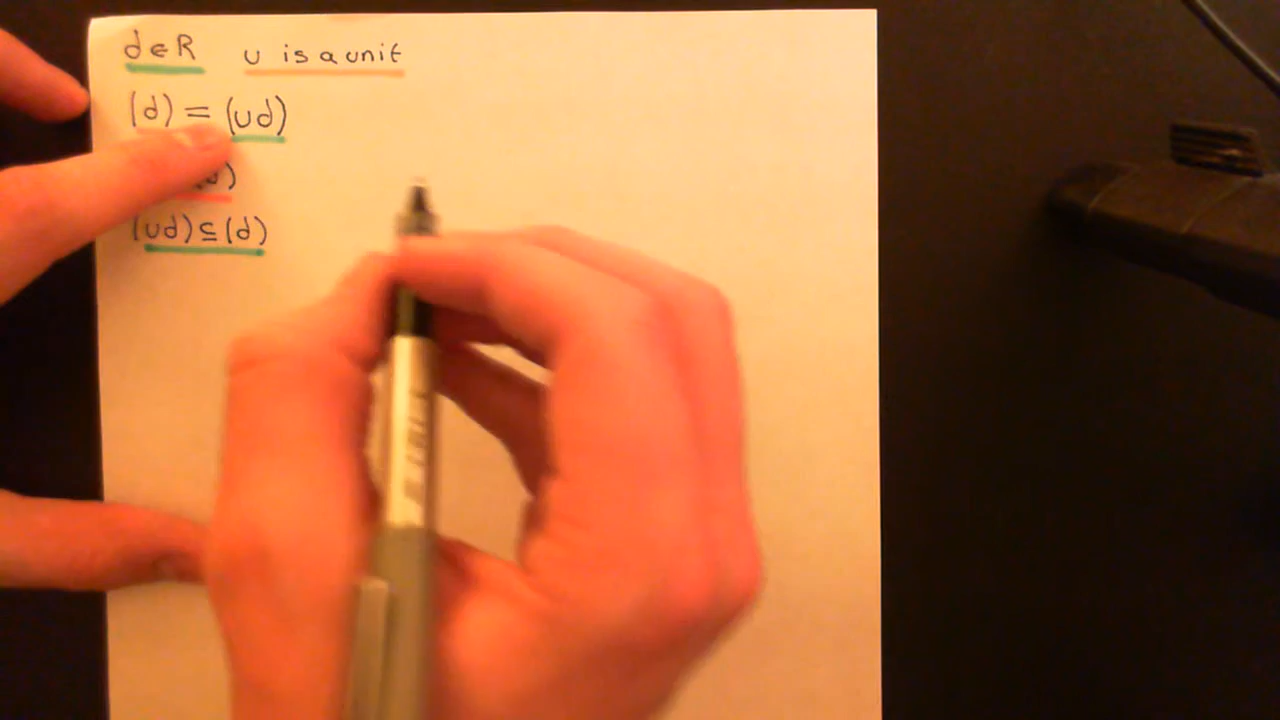 d∈R u is a unit
(d) = (ud)
(ud)⊆(d)